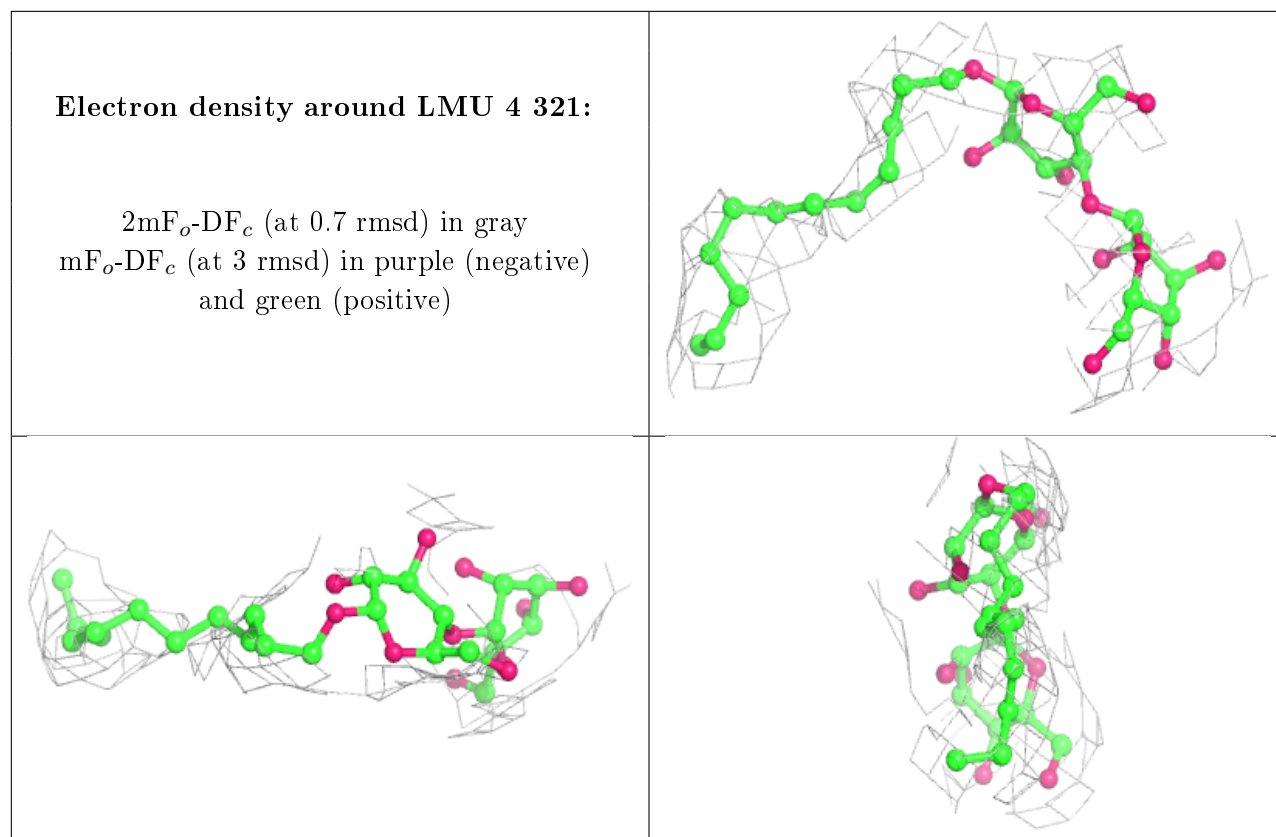 Electron density around LMU 4 321:
2mFo-DFc (at 0.7 rmsd) in gray
mFo-DFc (at 3 rmsd) in purple (negative)
and green (positive)